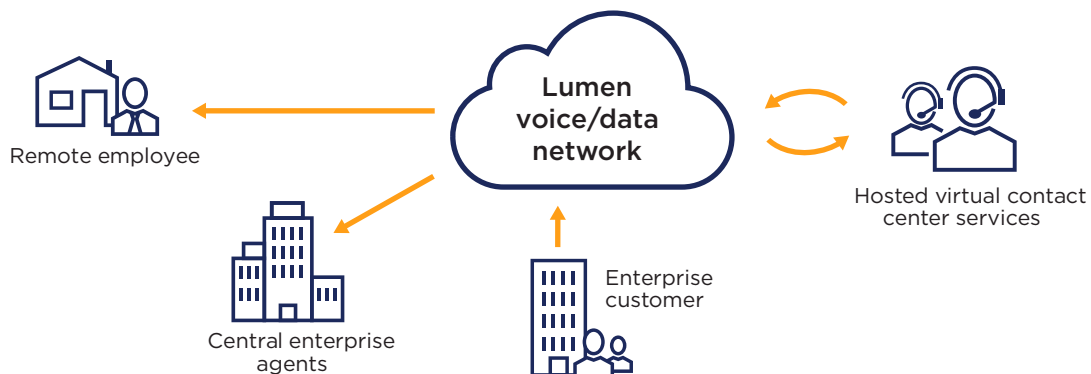 Lumen
voice/data
network
Remote employee
Hosted virtual contact
center services
Enterprise
customer
Central enterprise
agents